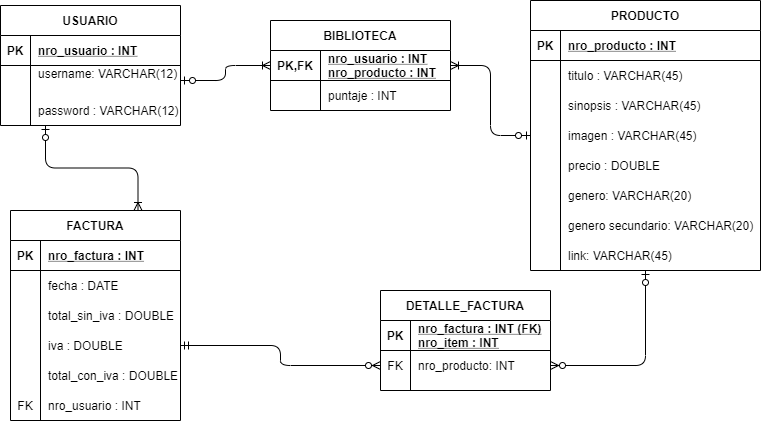 USUARIO
PK
nro_usuario : INT
username: VARCHAR(12)
password : VARCHAR(12)
BIBLIOTECA
PK,FK
nro_usuario : INT
nro_producto : INT
puntaje : INT
PRODUCTO
PK
nro_producto : INT
titulo : VARCHAR(45)
sinopsis : VARCHAR(45)
imagen : VARCHAR(45)
precio : DOUBLE
genero: VARCHAR(20)
genero secundario: VARCHAR(20)
link: VARCHAR(45)
FACTURA
PK
nro_factura : INT
fecha : DATE
total_sin_iva : DOUBLE
iva : DOUBLE
total_con_iva : DOUBLE
FK
nro_usuario : INT
DETALLE_FACTURA
PK
nro_factura : INT (FK)
nro_item : INT
FK
nro_producto: INT